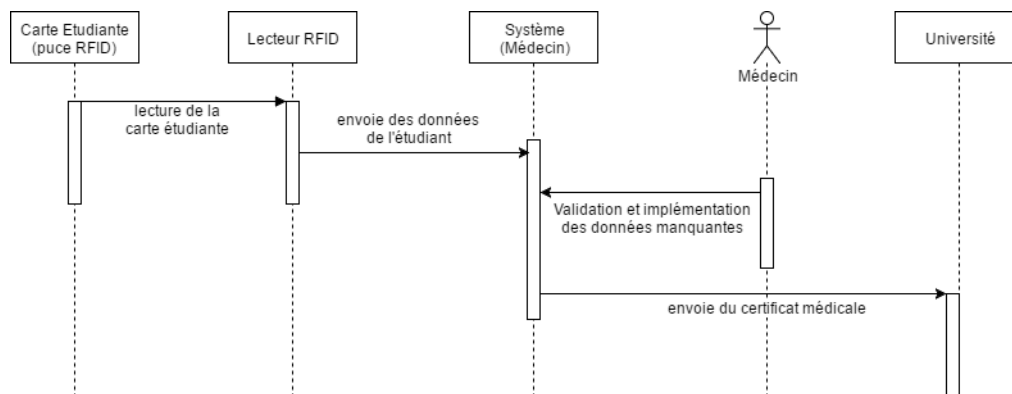 Carte Etudiante
(puce RFID)
Lecteur RFID
Système
(Médecin)
Médecin
Université
lecture de la
carte étudiante
envoie des données
de l'étudiant
Validation et implémentation
des données manquantes
envoie du certificat médicale